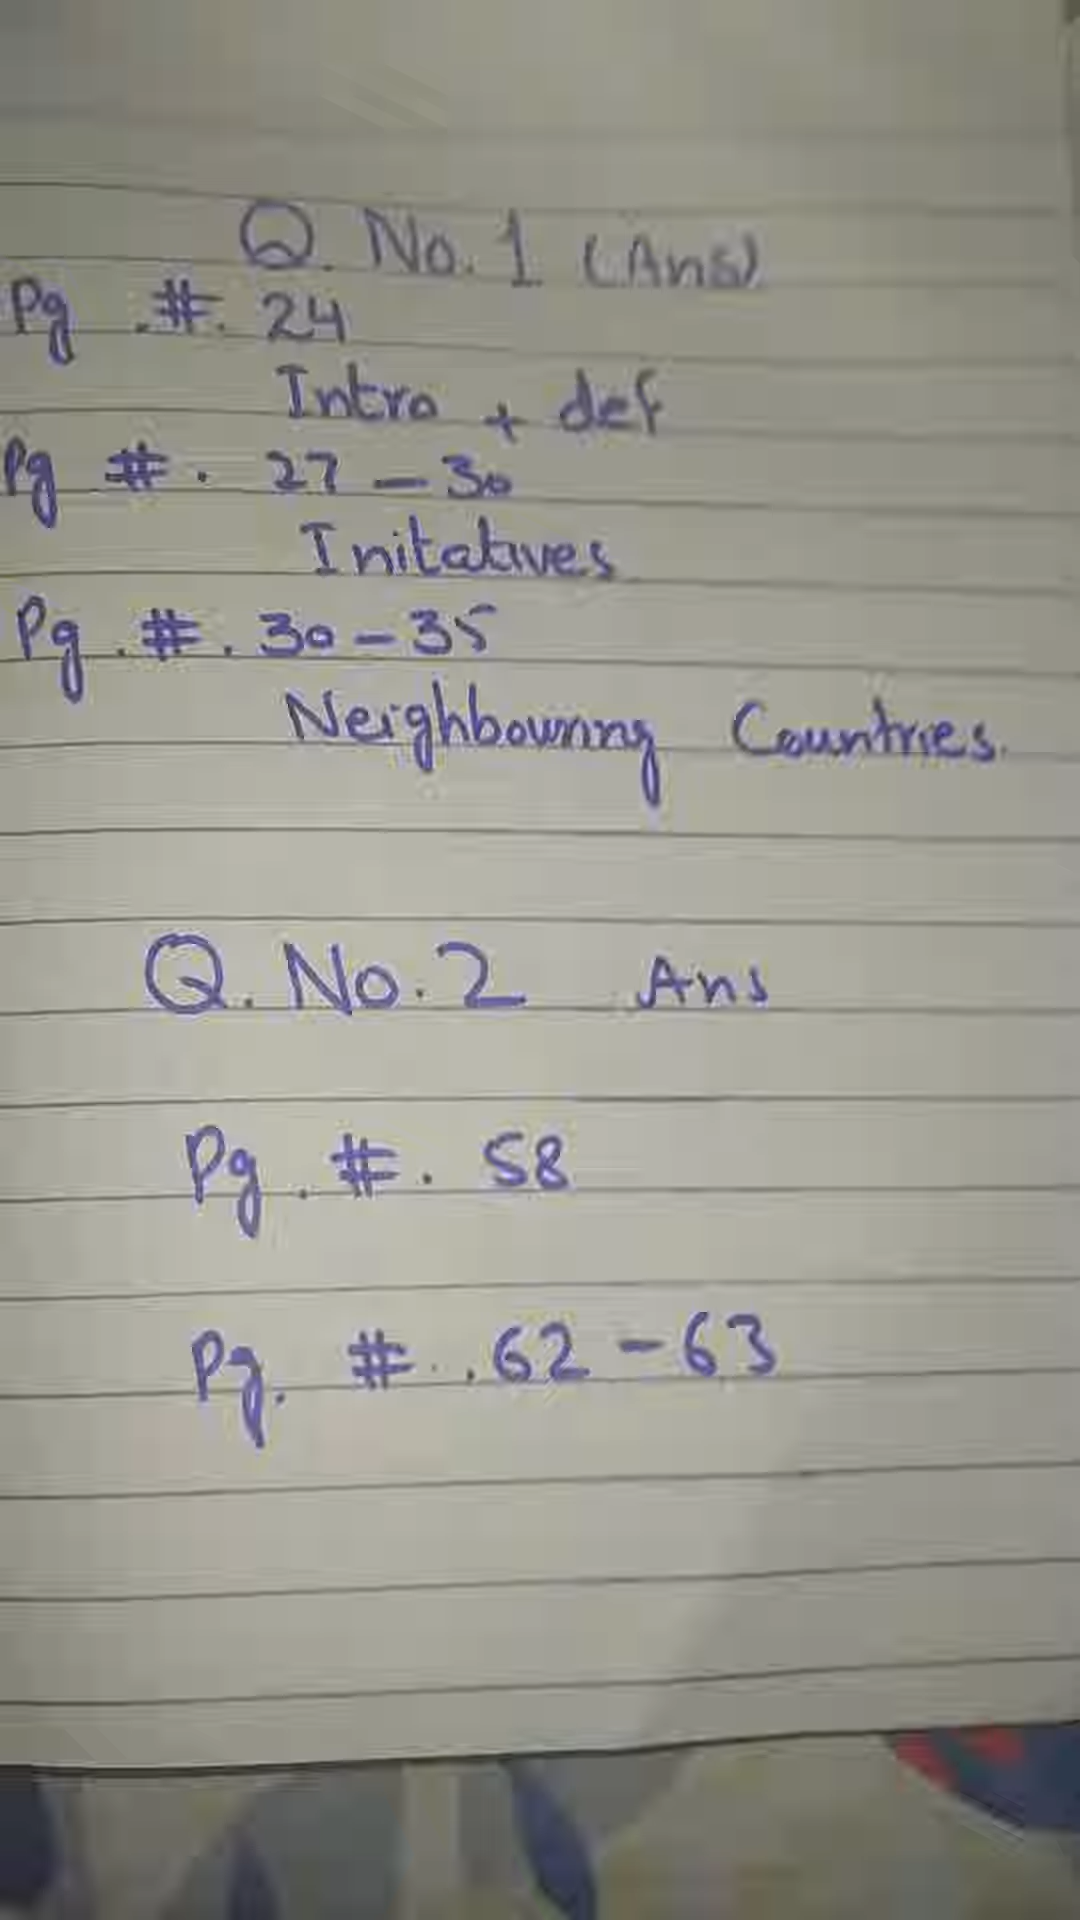 Q. No. 1 (Ans)
Pg .#. 24
Intro + def
Pg #. 27 - 30
Initatives
Pg .#. 30 - 35
Neighbouring Countries.
Q. No. 2 Ans
Pg . #. 58
Pg. # . 62 - 63